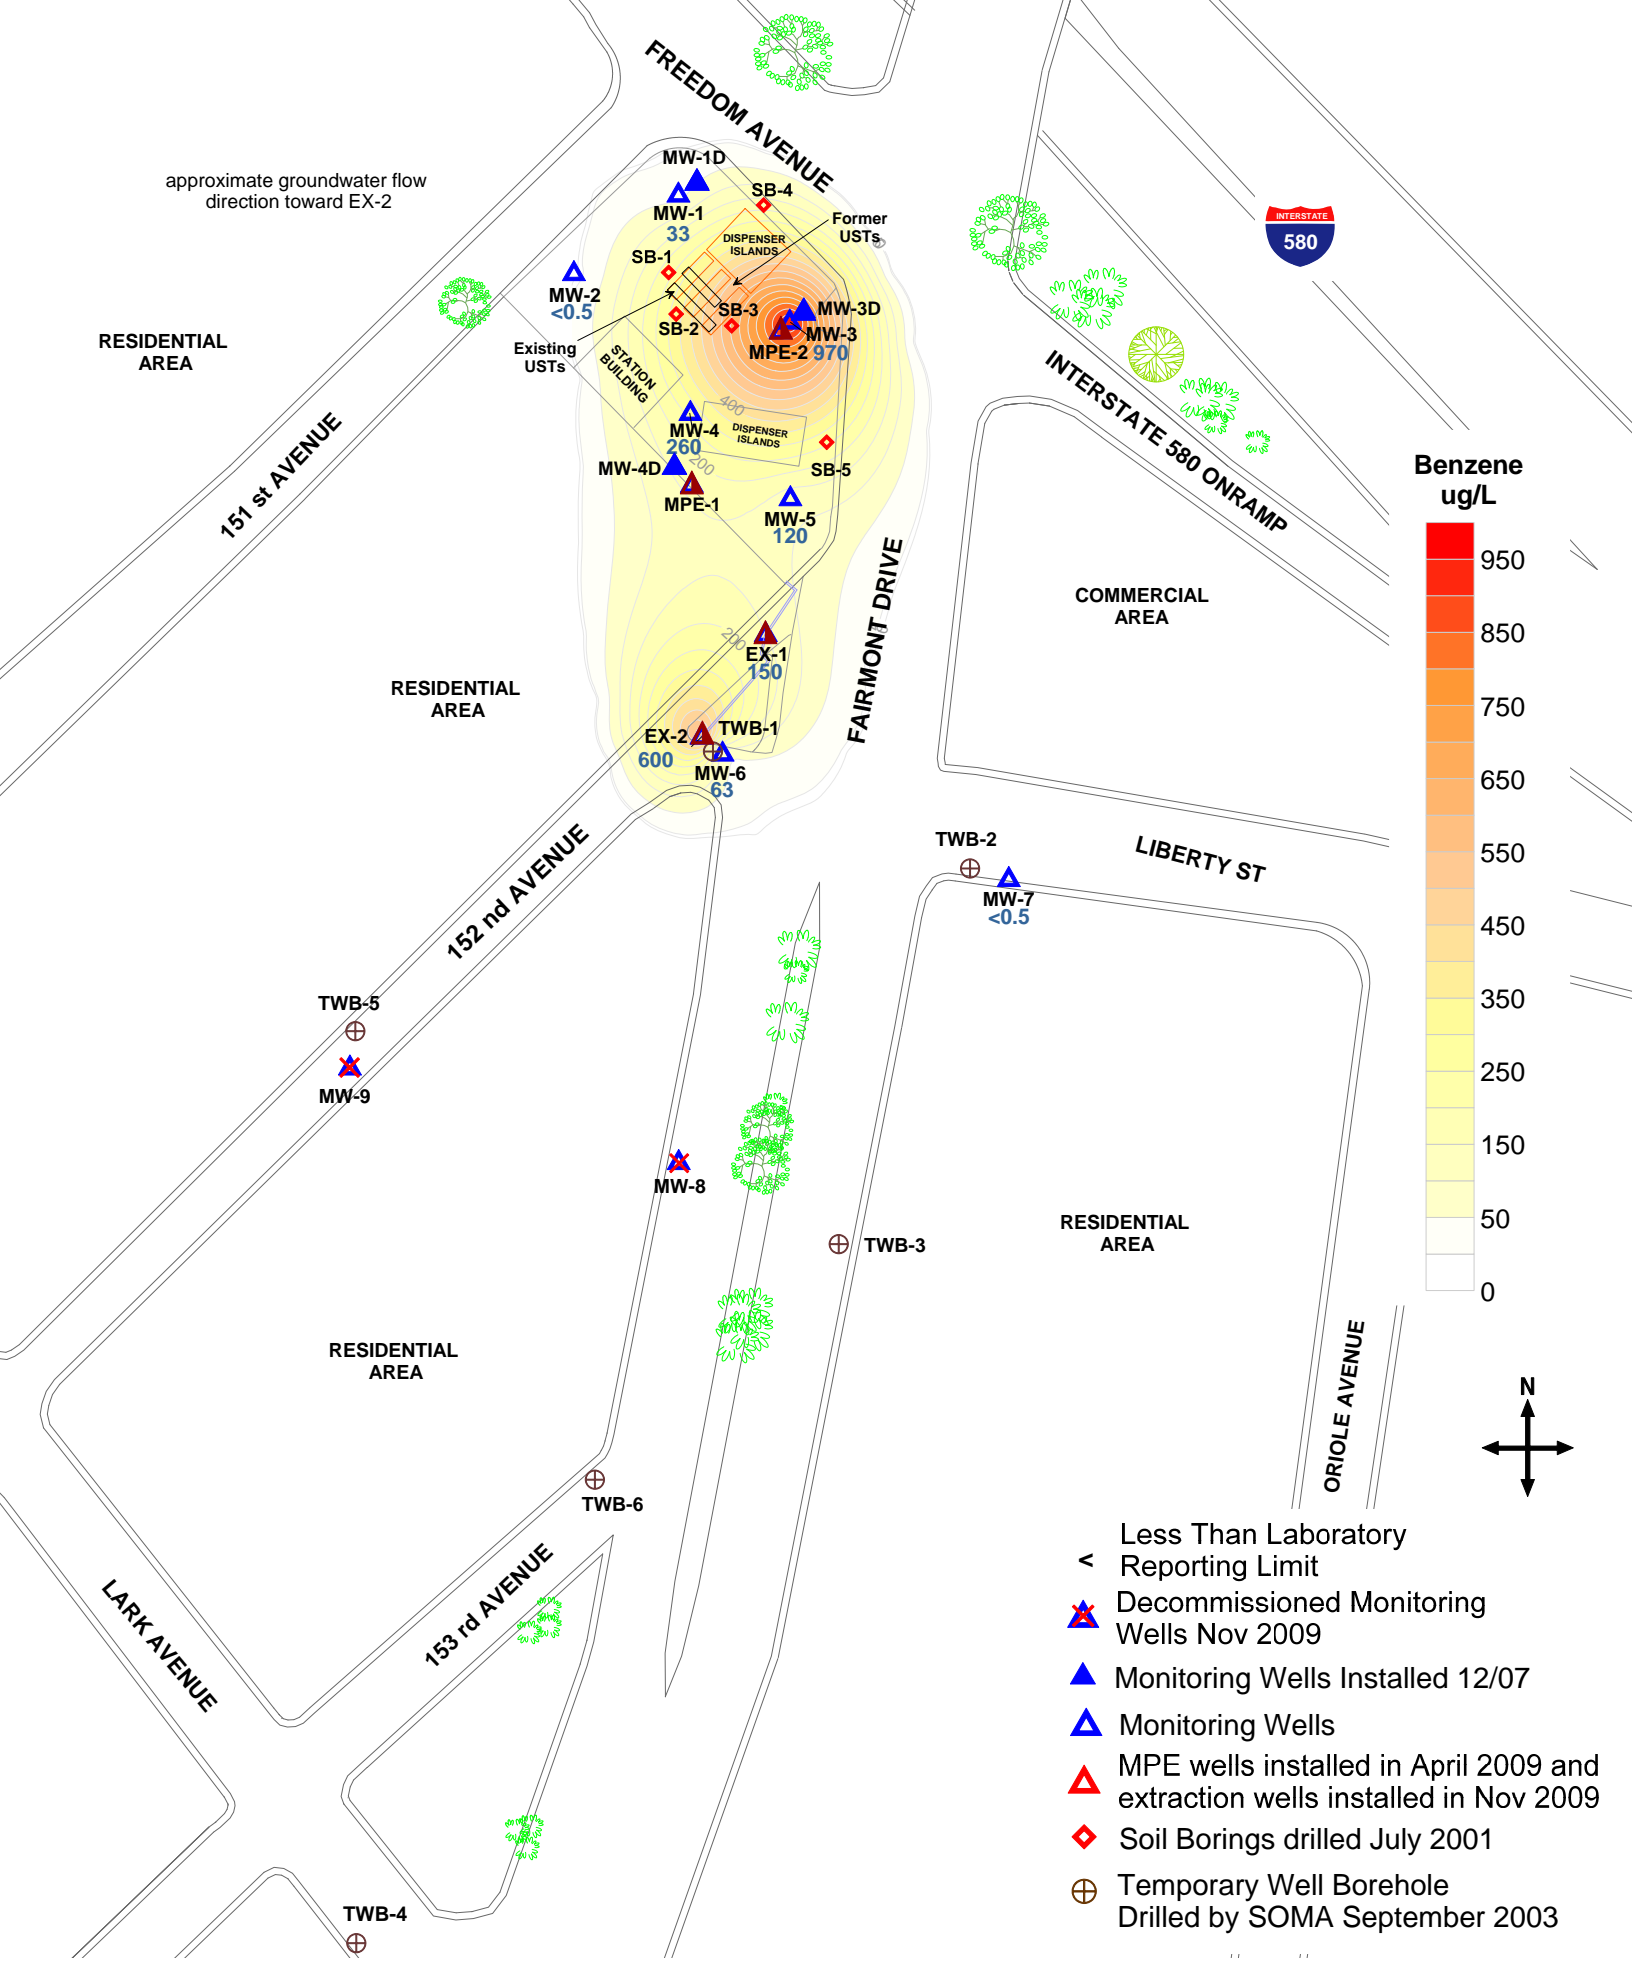 FREEDOM AVENUE
approximate groundwater flow
direction toward EX-2
MW-1D
MW-1
33
SB-4
Former
USTs
DISPENSER
ISLANDS
0
INTERSTATE
580
SB-1
MW-2
<0.5
SB-3
SB-2
MW-3D
MW-3
MPE-2
970
Existing
USTs
STATION
BUILDING
RESIDENTIAL
AREA
400
MW-4
260
DISPENSER
ISLANDS
200
MW-4D
MPE-1
SB-5
MW-5
120
INTERSTATE 580 ONRAMP
151 st AVENUE
Benzene
ug/L
950
850
750
650
550
450
350
250
150
50
0
COMMERCIAL
AREA
FAIRMONT DRIVE
200
EX-1
150
RESIDENTIAL
AREA
EX-2
600
TWB-1
MW-6
63
152 nd AVENUE
TWB-2
MW-7
<0.5
LIBERTY ST
TWB-5
MW-9
MW-8
TWB-3
RESIDENTIAL
AREA
RESIDENTIAL
AREA
ORIOLE AVENUE
N
TWB-6
153 rd AVENUE
LARK AVENUE
TWB-4
< Less Than Laboratory
Reporting Limit
Decommissioned Monitoring
Wells Nov 2009
Monitoring Wells Installed 12/07
Monitoring Wells
MPE wells installed in April 2009 and
extraction wells installed in Nov 2009
Soil Borings drilled July 2001
Temporary Well Borehole
Drilled by SOMA September 2003